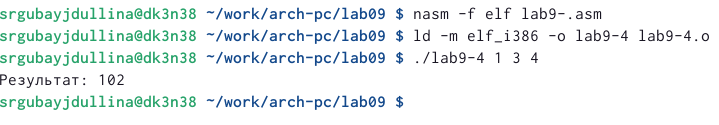 srgubayjdullina@dk3n38 ~/work/arch-pc/lab09 $ nasm -f elf lab9-.asm
srgubayjdullina@dk3n38 ~/work/arch-pc/lab09 $ ld -m elf_i386 -o lab9-4 lab9-4.o
srgubayjdullina@dk3n38 ~/work/arch-pc/lab09 $ ./lab9-4 1 3 4
Результат: 102
srgubayjdullina@dk3n38 ~/work/arch-pc/lab09 $